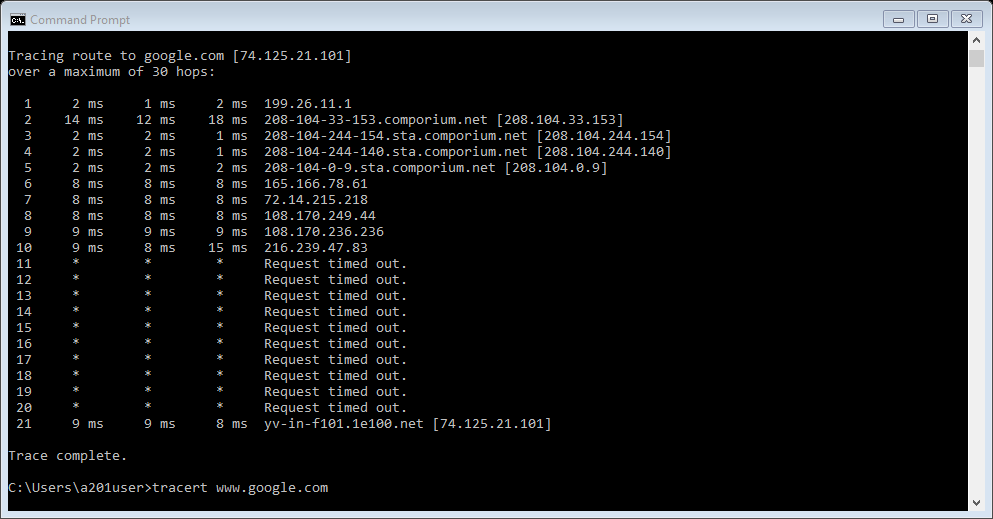 Command Prompt
Tracing route to google.com [74.125.21.101]
over a maximum of 30 hops:
1 2 ms 1 ms 2 ms 199.26.11.1
2 14 ms 12 ms 18 ms 208-104-33-153.comporium.net [208.104.33.153]
3 2 ms 2 ms 1 ms 208-104-244-154.sta.comporium.net [208.104.244.154]
4 2 ms 2 ms 1 ms 208-104-244-140.sta.comporium.net [208.104.244.140]
5 2 ms 2 ms 2 ms 208-104-0-9.sta.comporium.net [208.104.0.9]
6 8 ms 8 ms 8 ms 165.166.78.61
7 8 ms 8 ms 8 ms 72.14.215.218
8 8 ms 8 ms 8 ms 108.170.249.44
9 9 ms 9 ms 9 ms 108.170.236.236
10 9 ms 8 ms 15 ms 216.239.47.83
11 * * * Request timed out.
12 * * * Request timed out.
13 * * * Request timed out.
14 * * * Request timed out.
15 * * * Request timed out.
16 * * * Request timed out.
17 * * * Request timed out.
18 * * * Request timed out.
19 * * * Request timed out.
20 * * * Request timed out.
21 9 ms 9 ms 8 ms yv-in-f101.1e100.net [74.125.21.101]
Trace complete.
C:\Users\a201user>tracert www.google.com